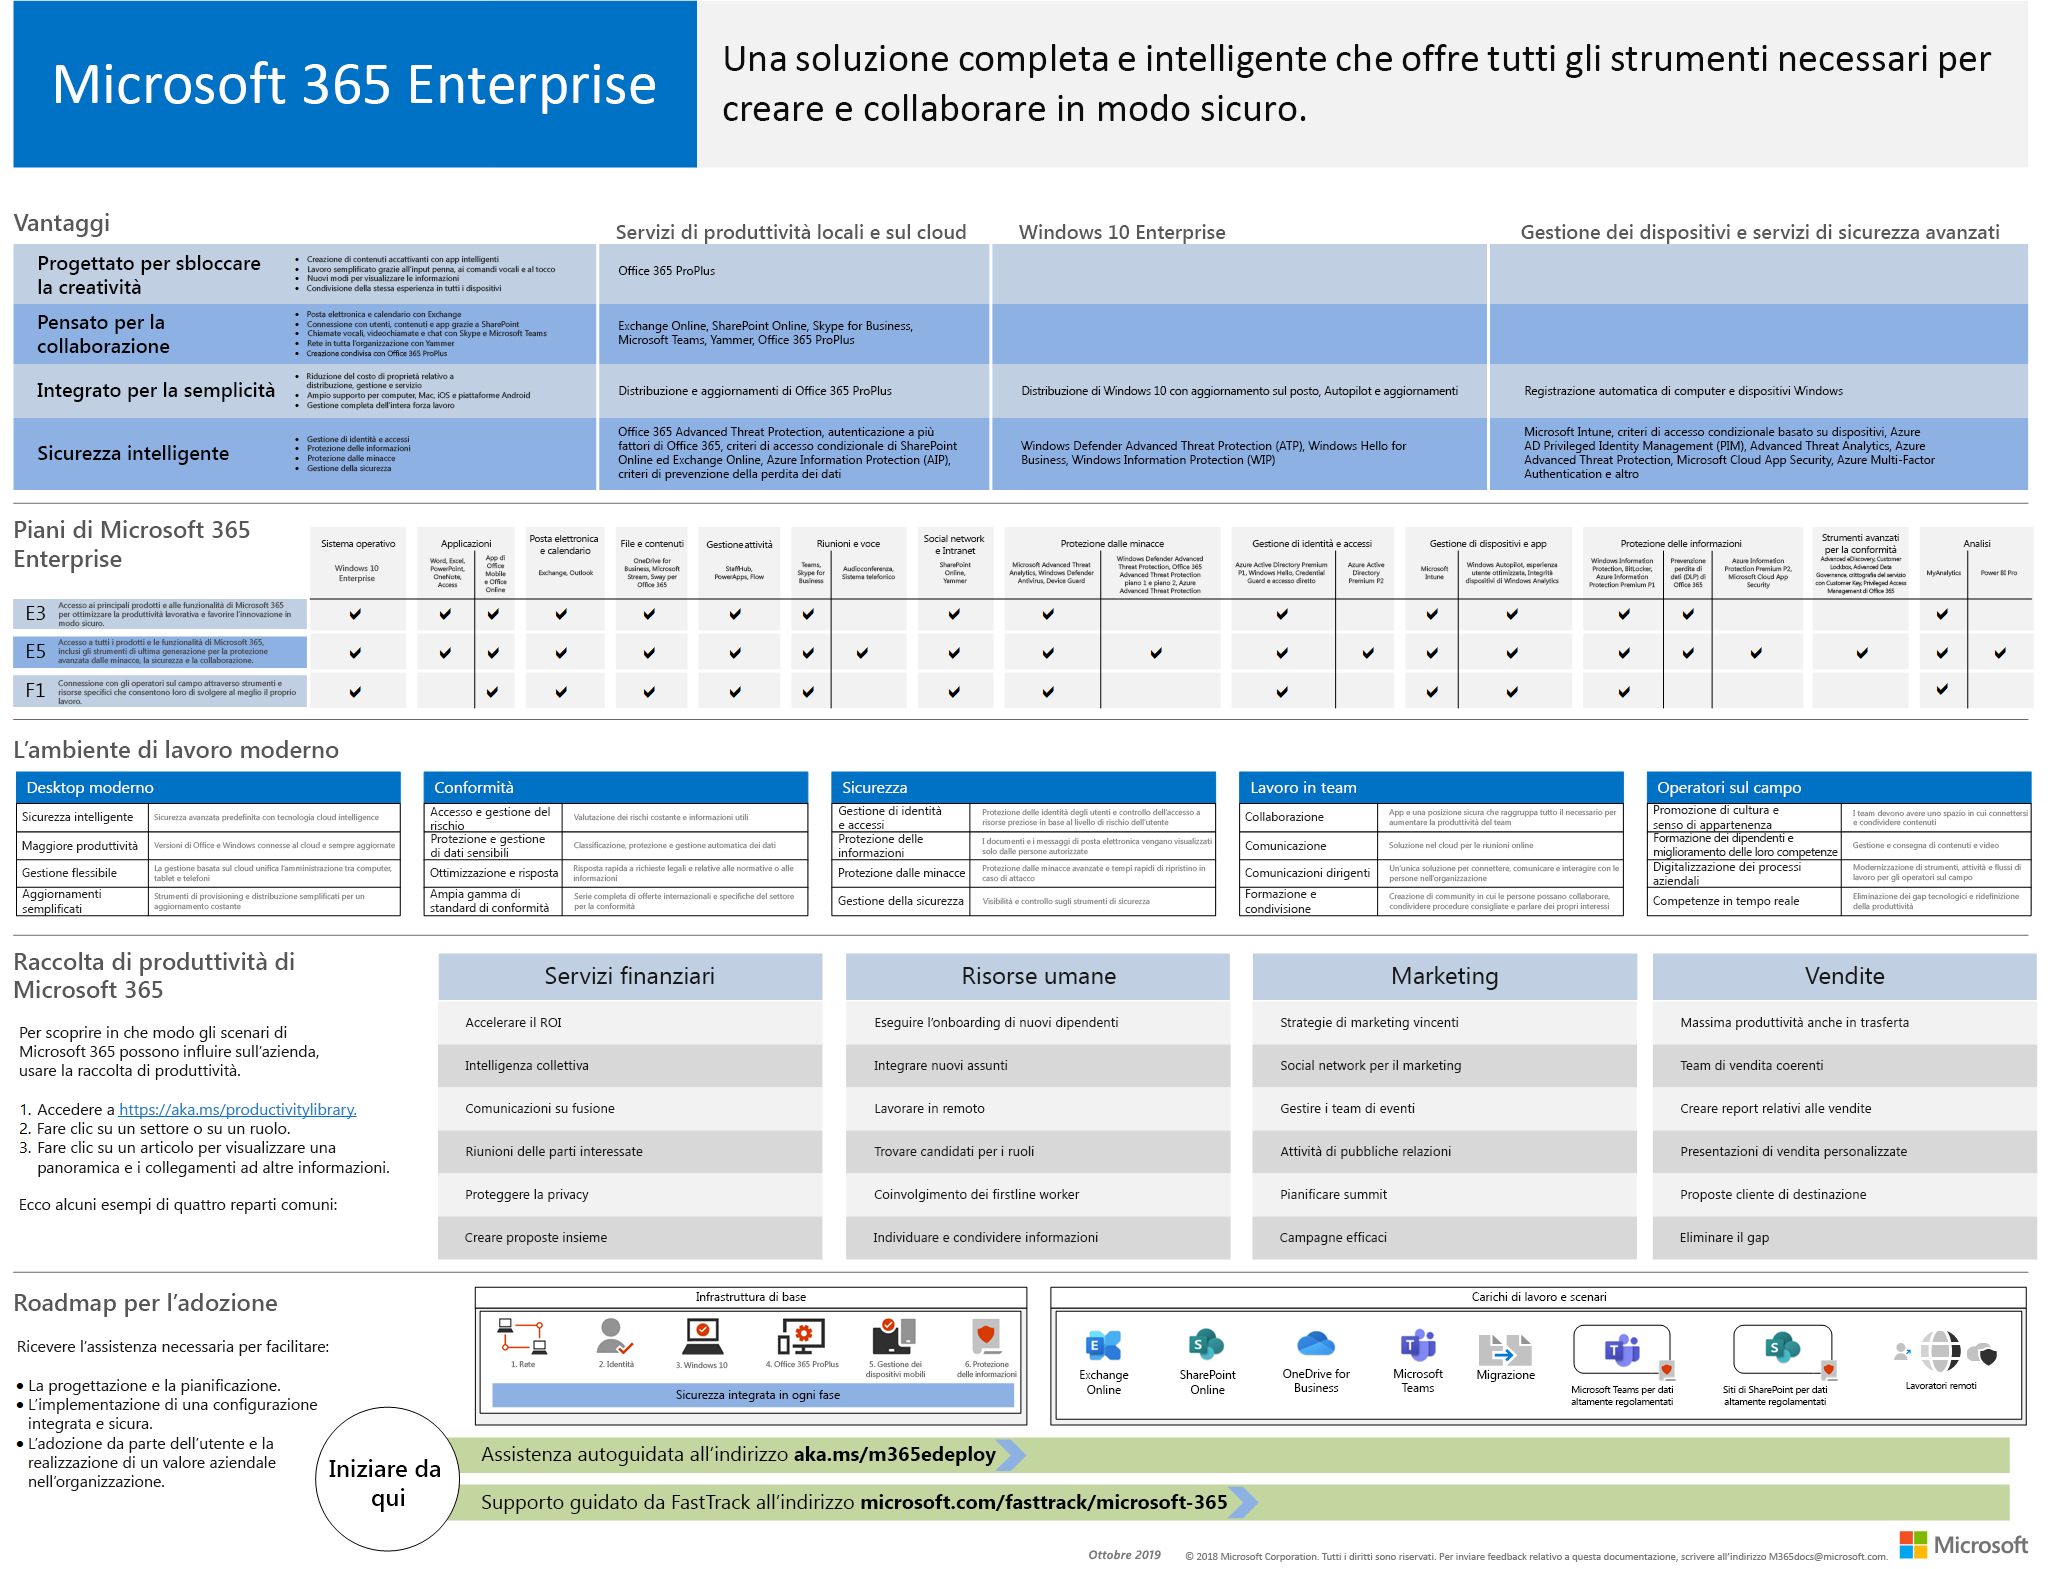 Microsoft 365 Enterprise
Una soluzione completa e intelligente che offre tutti gli strumenti necessari per
creare e collaborare in modo sicuro.
Vantaggi
Servizi di produttività locali e sul cloud
Windows 10 Enterprise
Gestione dei dispositivi e servizi di sicurezza avanzati
Progettato per sbloccare
la creatività
• Creazione di contenuti accattivanti con app intelligenti
• Lavoro semplificato grazie all'input penna, ai comandi vocali e al tocco
• Nuovi modi per visualizzare le informazioni
• Condivisione della stessa esperienza in tutti i dispositivi
Office 365 ProPlus
Pensato per la
collaborazione
• Posta elettronica e calendario con Exchange
• Connessione con utenti, contenuti e app grazie a SharePoint
• Chiamate vocali, videochiamate e chat con Skype e Microsoft Teams
• Rete in tutta l'organizzazione con Yammer
• Creazione condivisa con Office 365 ProPlus
Exchange Online, SharePoint Online, Skype for Business,
Microsoft Teams, Yammer, Office 365 ProPlus
Integrato per la semplicità
• Riduzione del costo di proprietà relativo a
distribuzione, gestione e servizio
• Ampio supporto per computer, Mac, iOS e piattaforme Android
• Gestione completa dell'intera forza lavoro
Distribuzione e aggiornamenti di Office 365 ProPlus
Distribuzione di Windows 10 con aggiornamento sul posto, Autopilot e aggiornamenti
Registrazione automatica di computer e dispositivi Windows
Sicurezza intelligente
• Gestione di identità e accessi
• Protezione delle informazioni
• Protezione dalle minacce
• Gestione della sicurezza
Office 365 Advanced Threat Protection, autenticazione a più
fattori di Office 365, criteri di accesso condizionale di SharePoint
Online ed Exchange Online, Azure Information Protection (AIP),
criteri di prevenzione della perdita dei dati
Windows Defender Advanced Threat Protection (ATP), Windows Hello for
Business, Windows Information Protection (WIP)
Microsoft Intune, criteri di accesso condizionale basato su dispositivi, Azure
AD Privileged Identity Management (PIM), Advanced Threat Analytics, Azure
Advanced Threat Protection, Microsoft Cloud App Security, Azure Multi-Factor
Authentication e altro
Piani di Microsoft 365
Enterprise
Sistema operativo
Windows 10
Enterprise
Applicazioni
Word, Excel,
PowerPoint,
OneNote,
Access
App di
Office
Mobile
e Office
Online
Posta elettronica
e calendario
Exchange, Outlook
File e contenuti
OneDrive for
Business, Microsoft
Stream, Sway per
Office 365
Gestione attività
StaffHub,
PowerApps, Flow
Riunioni e voce
Teams,
Skype for
Business
Audioconferenza,
Sistema telefonico
Social network
e Intranet
SharePoint
Online,
Yammer
Protezione dalle minacce
Microsoft Advanced Threat
Analytics, Windows Defender
Antivirus, Device Guard
Windows Defender Advanced
Threat Protection, Office 365
Advanced Threat Protection
piano 1 e piano 2, Azure
Advanced Threat Protection
Gestione di identità e accessi
Azure Active Directory Premium
P1, Windows Hello, Credential
Guard e accesso diretto
Azure Active
Directory
Premium P2
Gestione di dispositivi e app
Microsoft
Intune
Windows Autopilot, esperienza
utente ottimizzata, Integrità
dispositivi di Windows Analytics
Protezione delle informazioni
Windows Information
Protection, BitLocker,
Azure Information
Protection Premium P1
Prevenzione
perdita di
dati (DLP) di
Office 365
Azure Information
Protection Premium P2,
Microsoft Cloud App
Security
Strumenti avanzati
per la conformità
Advanced eDiscovery, Customer
Lockbox, Advanced Data
Governance, crittografia del servizio
con Customer Key, Privileged Access
Management di Office 365
Analisi
MyAnalytics
Power BI Pro
E3
Accesso ai principali prodotti e alle funzionalità di Microsoft 365
per ottimizzare la produttività lavorativa e favorire l'innovazione in
modo sicuro.
E5
Accesso a tutti i prodotti e le funzionalità di Microsoft 365,
inclusi gli strumenti di ultima generazione per la protezione
avanzata dalle minacce, la sicurezza e la collaborazione.
F1
Connessione con gli operatori sul campo attraverso strumenti e
risorse specifici che consentono loro di svolgere al meglio il proprio
lavoro.
L'ambiente di lavoro moderno
Desktop moderno
Sicurezza intelligente
Sicurezza avanzata predefinita con tecnologia cloud intelligence
Maggiore produttività
Versioni di Office e Windows connesse al cloud e sempre aggiornate
Gestione flessibile
La gestione basata sul cloud unifica l'amministrazione tra computer,
tablet e telefoni
Aggiornamenti
semplificati
Strumenti di provisioning e distribuzione semplificati per un
aggiornamento costante
Conformità
Accesso e gestione del
rischio
Valutazione dei rischi costante e informazioni utili
Protezione e gestione
di dati sensibili
Classificazione, protezione e gestione automatica dei dati
Ottimizzazione e risposta
Risposta rapida a richieste legali e relative alle normative o alle
informazioni
Ampia gamma di
standard di conformità
Serie completa di offerte internazionali e specifiche del settore
per la conformità
Sicurezza
Gestione di identità
e accessi
Protezione delle identità degli utenti e controllo dell'accesso a
risorse preziose in base al livello di rischio dell'utente
Protezione delle
informazioni
I documenti e i messaggi di posta elettronica vengano visualizzati
solo dalle persone autorizzate
Protezione dalle minacce
Protezione dalle minacce avanzate e tempi rapidi di ripristino in
caso di attacco
Gestione della sicurezza
Visibilità e controllo sugli strumenti di sicurezza
Lavoro in team
Collaborazione
App e una posizione sicura che raggruppa tutto il necessario per
aumentare la produttività del team
Comunicazione
Soluzione nel cloud per le riunioni online
Comunicazioni dirigenti
Un'unica soluzione per connettere, comunicare e interagire con le
persone nell'organizzazione
Formazione e
condivisione
Creazione di community in cui le persone possano collaborare,
condividere procedure consigliate e parlare dei propri interessi
Operatori sul campo
Promozione di cultura e
senso di appartenenza
I team devono avere uno spazio in cui connettersi
e condividere contenuti
Formazione dei dipendenti e
miglioramento delle loro competenze
Gestione e consegna di contenuti e video
Digitalizzazione dei processi
aziendali
Modernizzazione di strumenti, attività e flussi di
lavoro per gli operatori sul campo
Competenze in tempo reale
Eliminazione dei gap tecnologici e ridefinizione
della produttività
Raccolta di produttività di
Microsoft 365
Per scoprire in che modo gli scenari di
Microsoft 365 possono influire sull'azienda,
usare la raccolta di produttività.
1. Accedere a https://aka.ms/productivitylibrary.
2. Fare clic su un settore o su un ruolo.
3. Fare clic su un articolo per visualizzare una
panoramica e i collegamenti ad altre informazioni.
Ecco alcuni esempi di quattro reparti comuni:
Servizi finanziari
Accelerare il ROI
Intelligenza collettiva
Comunicazioni su fusione
Riunioni delle parti interessate
Proteggere la privacy
Creare proposte insieme
Risorse umane
Eseguire l'onboarding di nuovi dipendenti
Integrare nuovi assunti
Lavorare in remoto
Trovare candidati per i ruoli
Coinvolgimento dei firstline worker
Individuare e condividere informazioni
Marketing
Strategie di marketing vincenti
Social network per il marketing
Gestire i team di eventi
Attività di pubbliche relazioni
Pianificare summit
Campagne efficaci
Vendite
Massima produttività anche in trasferta
Team di vendita coerenti
Creare report relativi alle vendite
Presentazioni di vendita personalizzate
Proposte cliente di destinazione
Eliminare il gap
Roadmap per l'adozione
Ricevere l'assistenza necessaria per facilitare:
• La progettazione e la pianificazione.
• L'implementazione di una configurazione
integrata e sicura.
• L'adozione da parte dell'utente e la
realizzazione di un valore aziendale
nell'organizzazione.
Iniziare da
qui
Infrastruttura di base
1. Rete
2. Identità
3. Windows 10
4. Office 365 ProPlus
5. Gestione dei
dispositivi mobili
6. Protezione
delle informazioni
Sicurezza integrata in ogni fase
Carichi di lavoro e scenari
Exchange
Online
SharePoint
Online
OneDrive for
Business
Microsoft
Teams
Migrazione
Microsoft Teams per dati
altamente regolamentati
Siti di SharePoint per dati
altamente regolamentati
Lavoratori remoti
Assistenza autoguidata all'indirizzo aka.ms/m365edeploy
Supporto guidato da FastTrack all'indirizzo microsoft.com/fasttrack/microsoft-365
Ottobre 2019
© 2018 Microsoft Corporation. Tutti i diritti sono riservati. Per inviare feedback relativo a questa documentazione, scrivere all'indirizzo M365docs@microsoft.com.
Microsoft